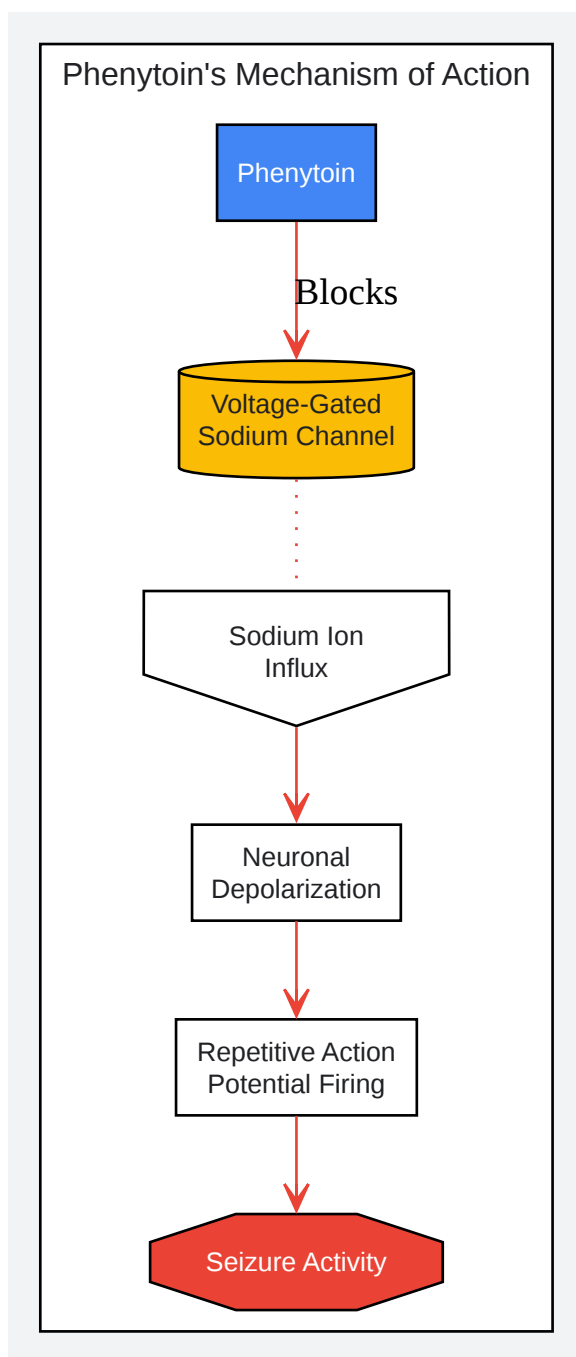 Phenytoin's Mechanism of Action
Phenytoin
Blocks
Voltage-Gated
Sodium Channel
Sodium Ion
Influx
Neuronal
Depolarization
Repetitive Action
Potential Firing
Seizure Activity